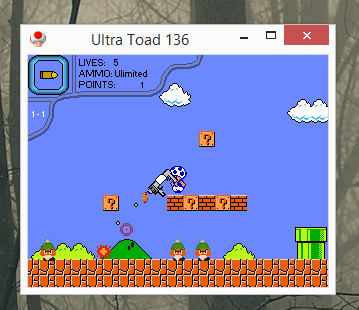 Ultra Toad 136
LIVES: 5
AMMO: Ulimited
POINTS: 1
1-1
?
?
? ?